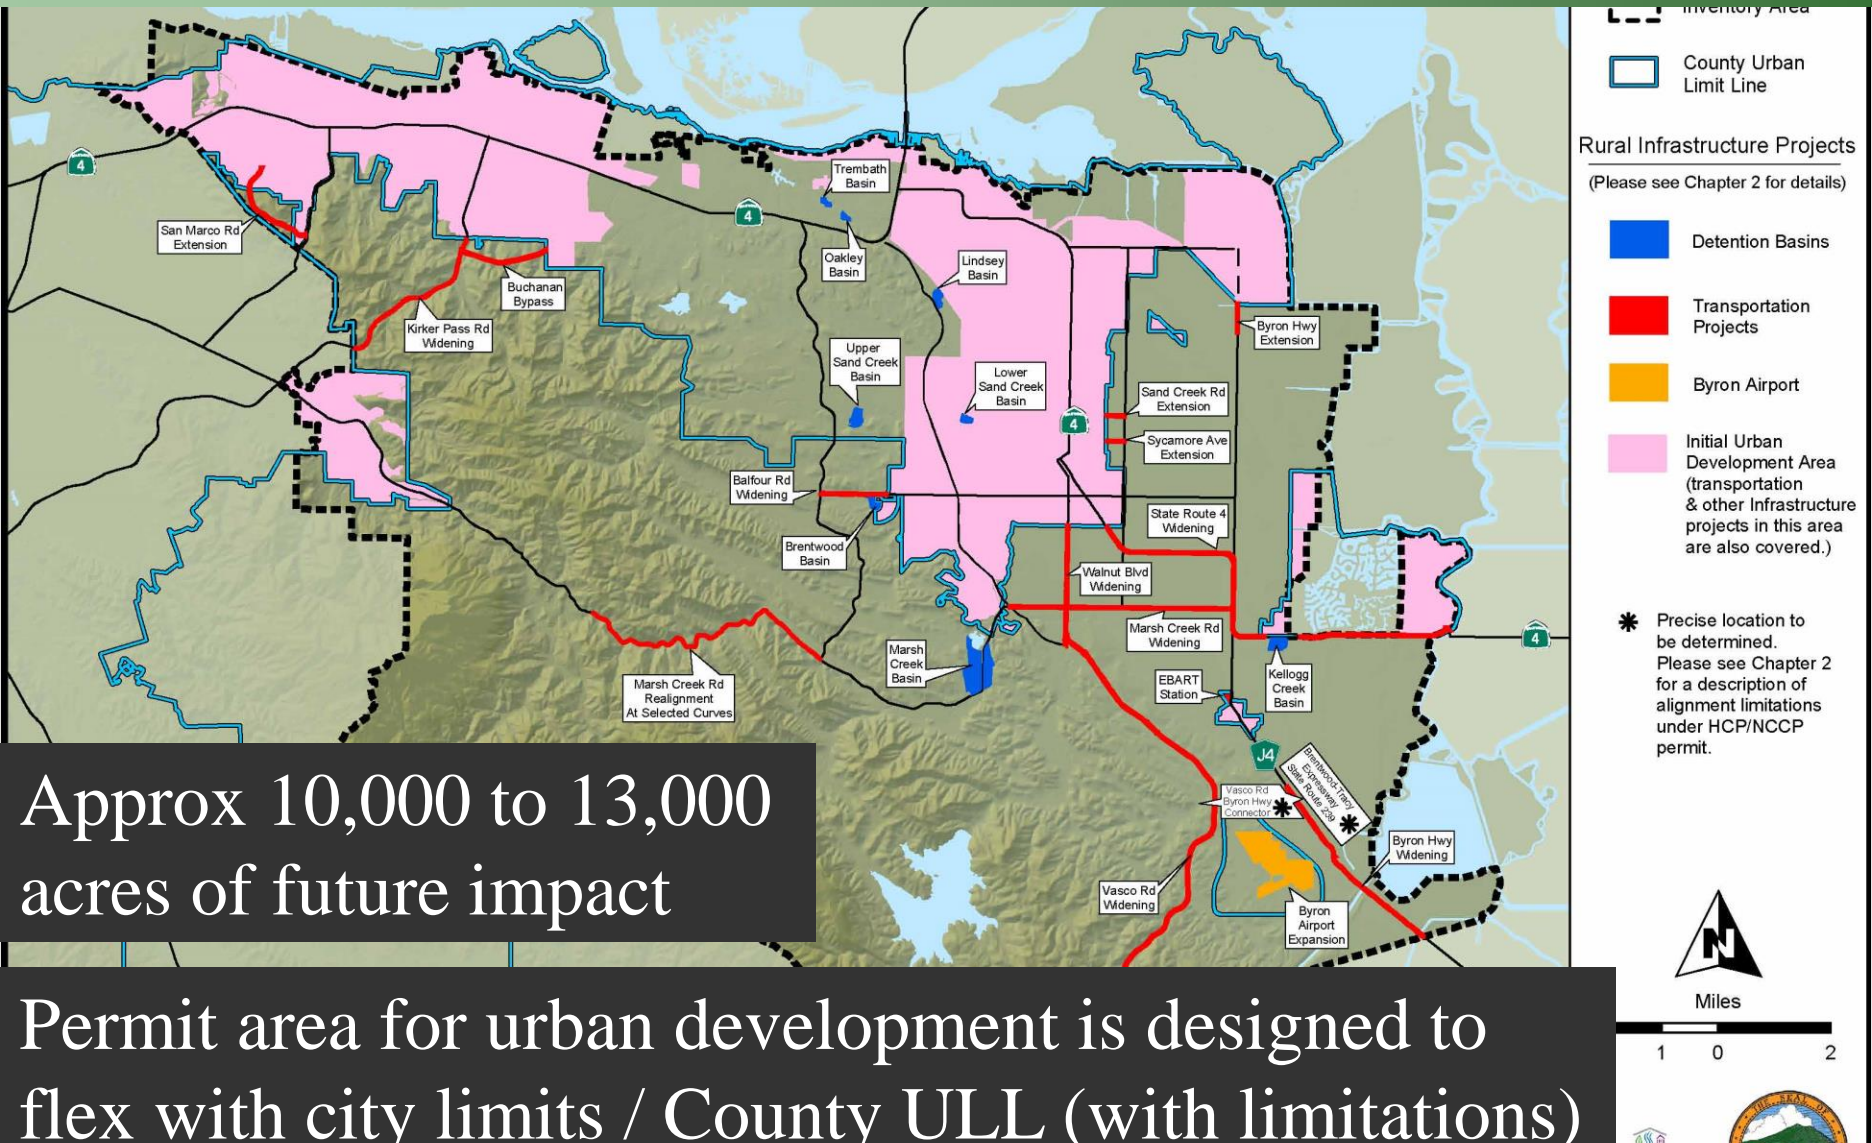 Inventory Area
County Urban
Limit Line
Rural Infrastructure Projects
(Please see Chapter 2 for details)
Detention Basins
Transportation
Projects
Byron Airport
Initial Urban
Development Area
(transportation
& other Infrastructure
projects in this area
are also covered.)
Precise location to
be determined.
Please see Chapter 2
for a description of
alignment limitations
under HCP/NCCP
permit.
N
Miles
1 0 2
THE SEAL OF
4
4
4
4
J4
Trembath
Basin
San Marco Rd
Extension
Oakley
Basin
Lindsey
Basin
Buchanan
Bypass
Kirker Pass Rd
Widening
Byron Hwy
Extension
Upper
Sand Creek
Basin
Lower
Sand Creek
Basin
Sand Creek Rd
Extension
Sycamore Ave
Extension
Balfour Rd
Widening
State Route 4
Widening
Brentwood
Basin
Walnut Blvd
Widening
Marsh Creek Rd
Widening
Marsh
Creek
Basin
EBART
Station
Kellogg
Creek
Basin
Marsh Creek Rd
Realignment
At Selected Curves
Brentwood-Tracy
Expressway
State Route 239
Vasco Rd
Byron Hwy
Connector
Byron Hwy
Widening
Vasco Rd
Widening
Byron
Airport
Expansion
Approx 10,000 to 13,000
acres of future impact
Permit area for urban development is designed to
flex with city limits / County ULL (with limitations)